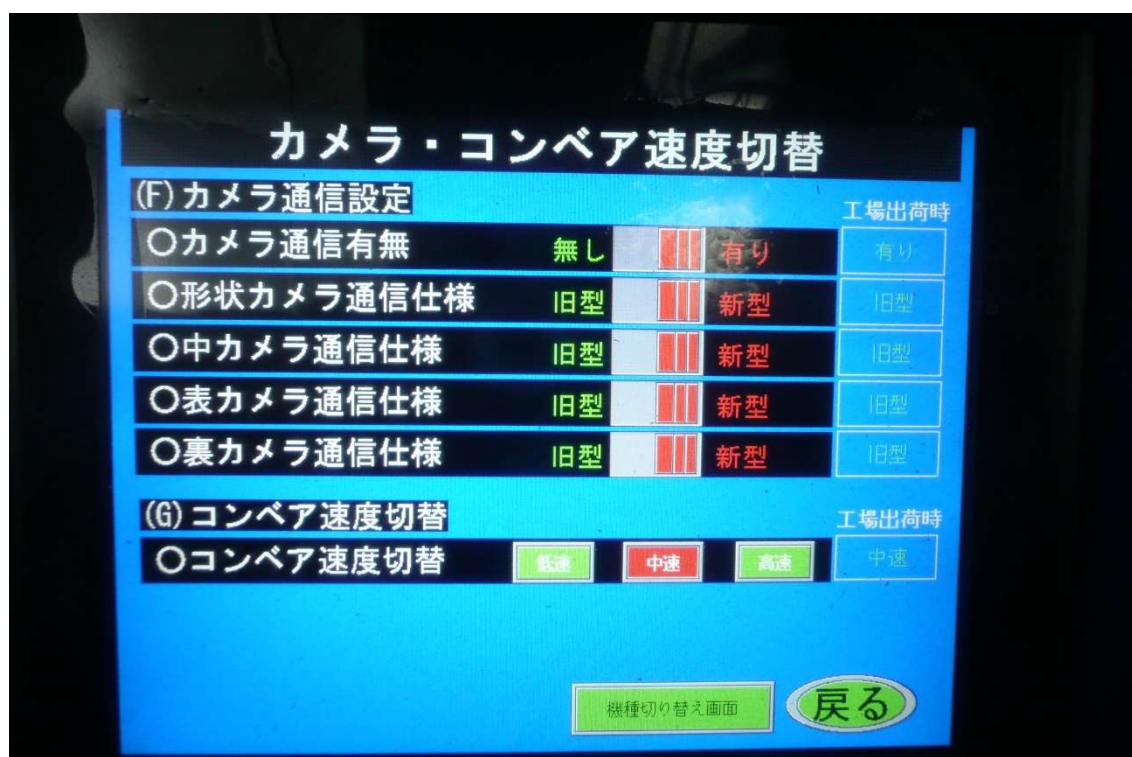 カメラ・コンベア速度切替
(F)カメラ通信設定 工場出荷時
〇カメラ通信有無 無し 有り 有り
〇形状カメラ通信仕様 旧型 新型 旧型
〇中カメラ通信仕様 旧型 新型 旧型
〇表カメラ通信仕様 旧型 新型 旧型
〇裏カメラ通信仕様 旧型 新型 旧型
(G)コンベア速度切替 工場出荷時
〇コンベア速度切替 低速 中速 高速 中速
機種切り替え画面 戻る